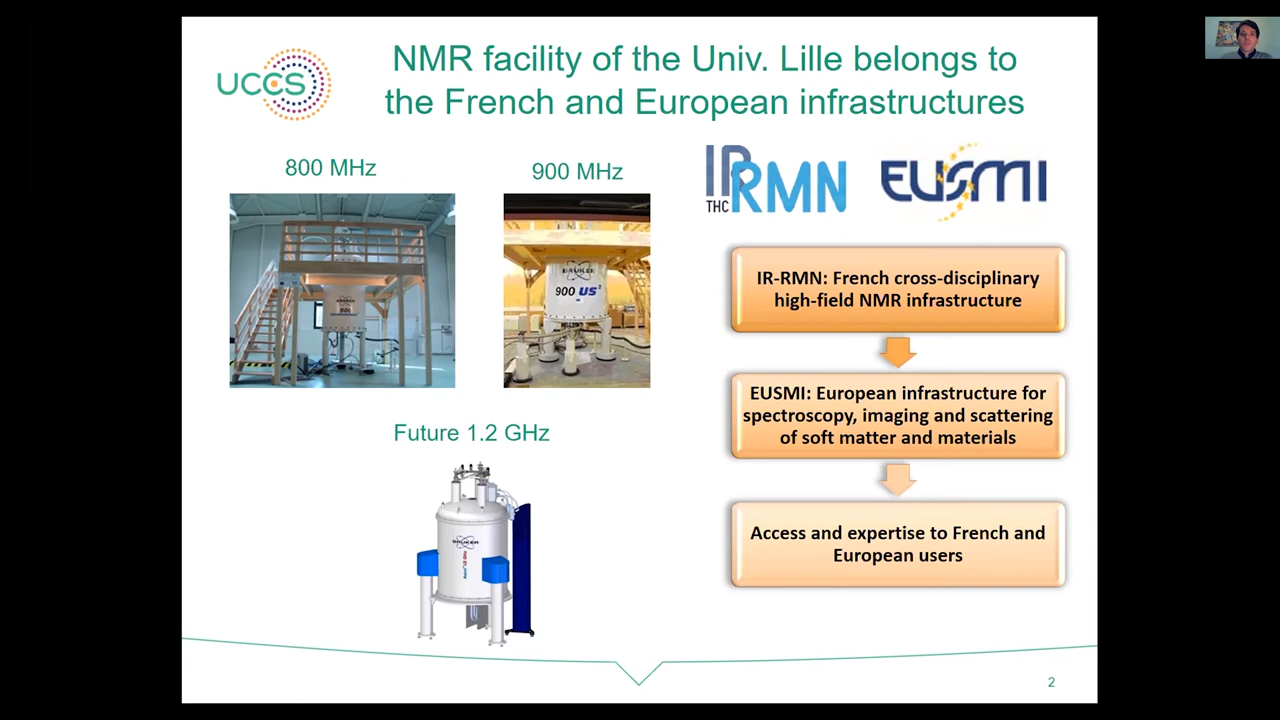 UCCS
NMR facility of the Univ. Lille belongs to
the French and European infrastructures
800 MHz
900 MHz
BRUKER
900 US²
IR
THC RMN
EUSMI
IR-RMN: French cross-disciplinary
high-field NMR infrastructure
EUSMI: European infrastructure for
spectroscopy, imaging and scattering
of soft matter and materials
Access and expertise to French and
European users
Future 1.2 GHz
BRUKER
2